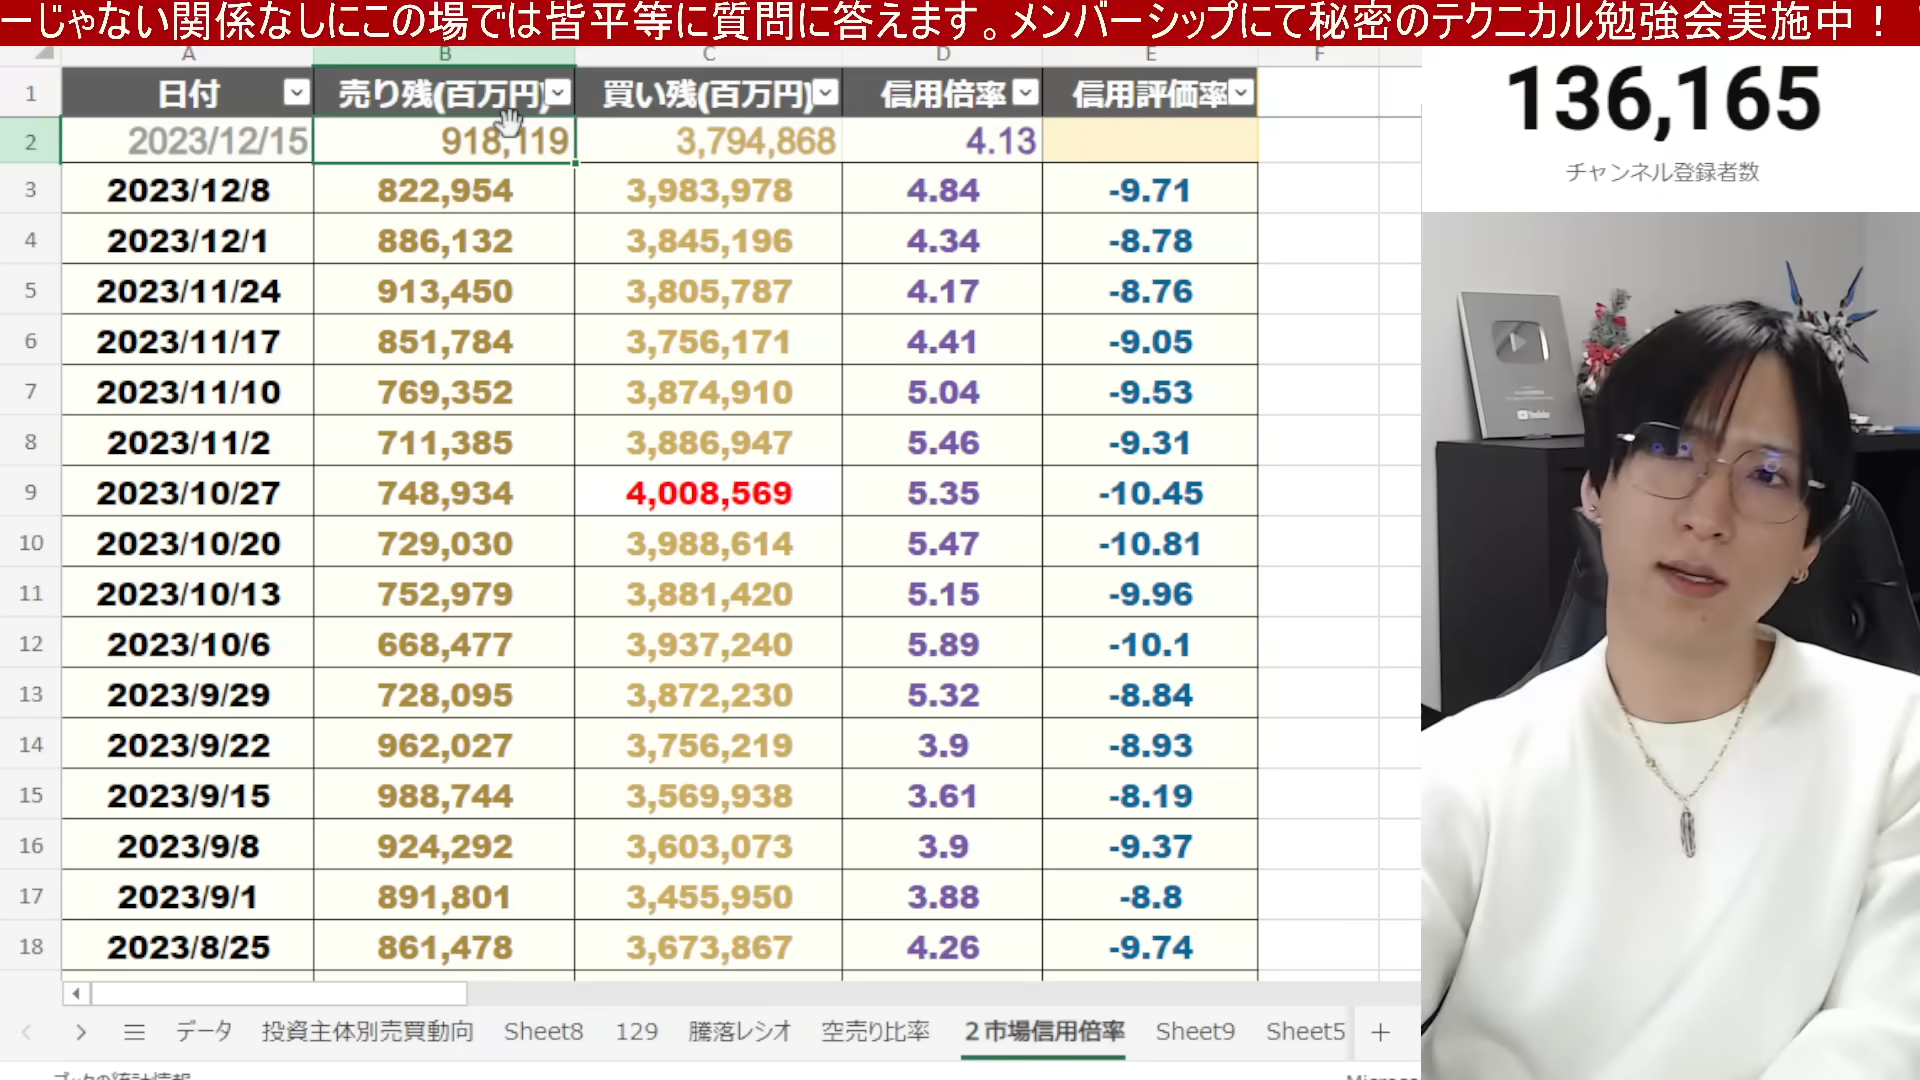 ーじゃない関係なしにこの場では皆平等に質問に答えます。メンバーシップにて秘密のテクニカル勉強会実施中！
136,165
チャンネル登録者数
A B C D E F
1 日付 売り残(百万円) 買い残(百万円) 信用倍率 信用評価率
2 2023/12/15 918,119 3,794,868 4.13
3 2023/12/8 822,954 3,983,978 4.84 -9.71
4 2023/12/1 886,132 3,845,196 4.34 -8.78
5 2023/11/24 913,450 3,805,787 4.17 -8.76
6 2023/11/17 851,784 3,756,171 4.41 -9.05
7 2023/11/10 769,352 3,874,910 5.04 -9.53
8 2023/11/2 711,385 3,886,947 5.46 -9.31
9 2023/10/27 748,934 4,008,569 5.35 -10.45
10 2023/10/20 729,030 3,988,614 5.47 -10.81
11 2023/10/13 752,979 3,881,420 5.15 -9.96
12 2023/10/6 668,477 3,937,240 5.89 -10.1
13 2023/9/29 728,095 3,872,230 5.32 -8.84
14 2023/9/22 962,027 3,756,219 3.9 -8.93
15 2023/9/15 988,744 3,569,938 3.61 -8.19
16 2023/9/8 924,292 3,603,073 3.9 -9.37
17 2023/9/1 891,801 3,455,950 3.88 -8.8
18 2023/8/25 861,478 3,673,867 4.26 -9.74
データ 投資主体別売買動向 Sheet8 129 騰落レシオ 空売り比率 ２市場信用倍率 Sheet9 Sheet5
YouTube